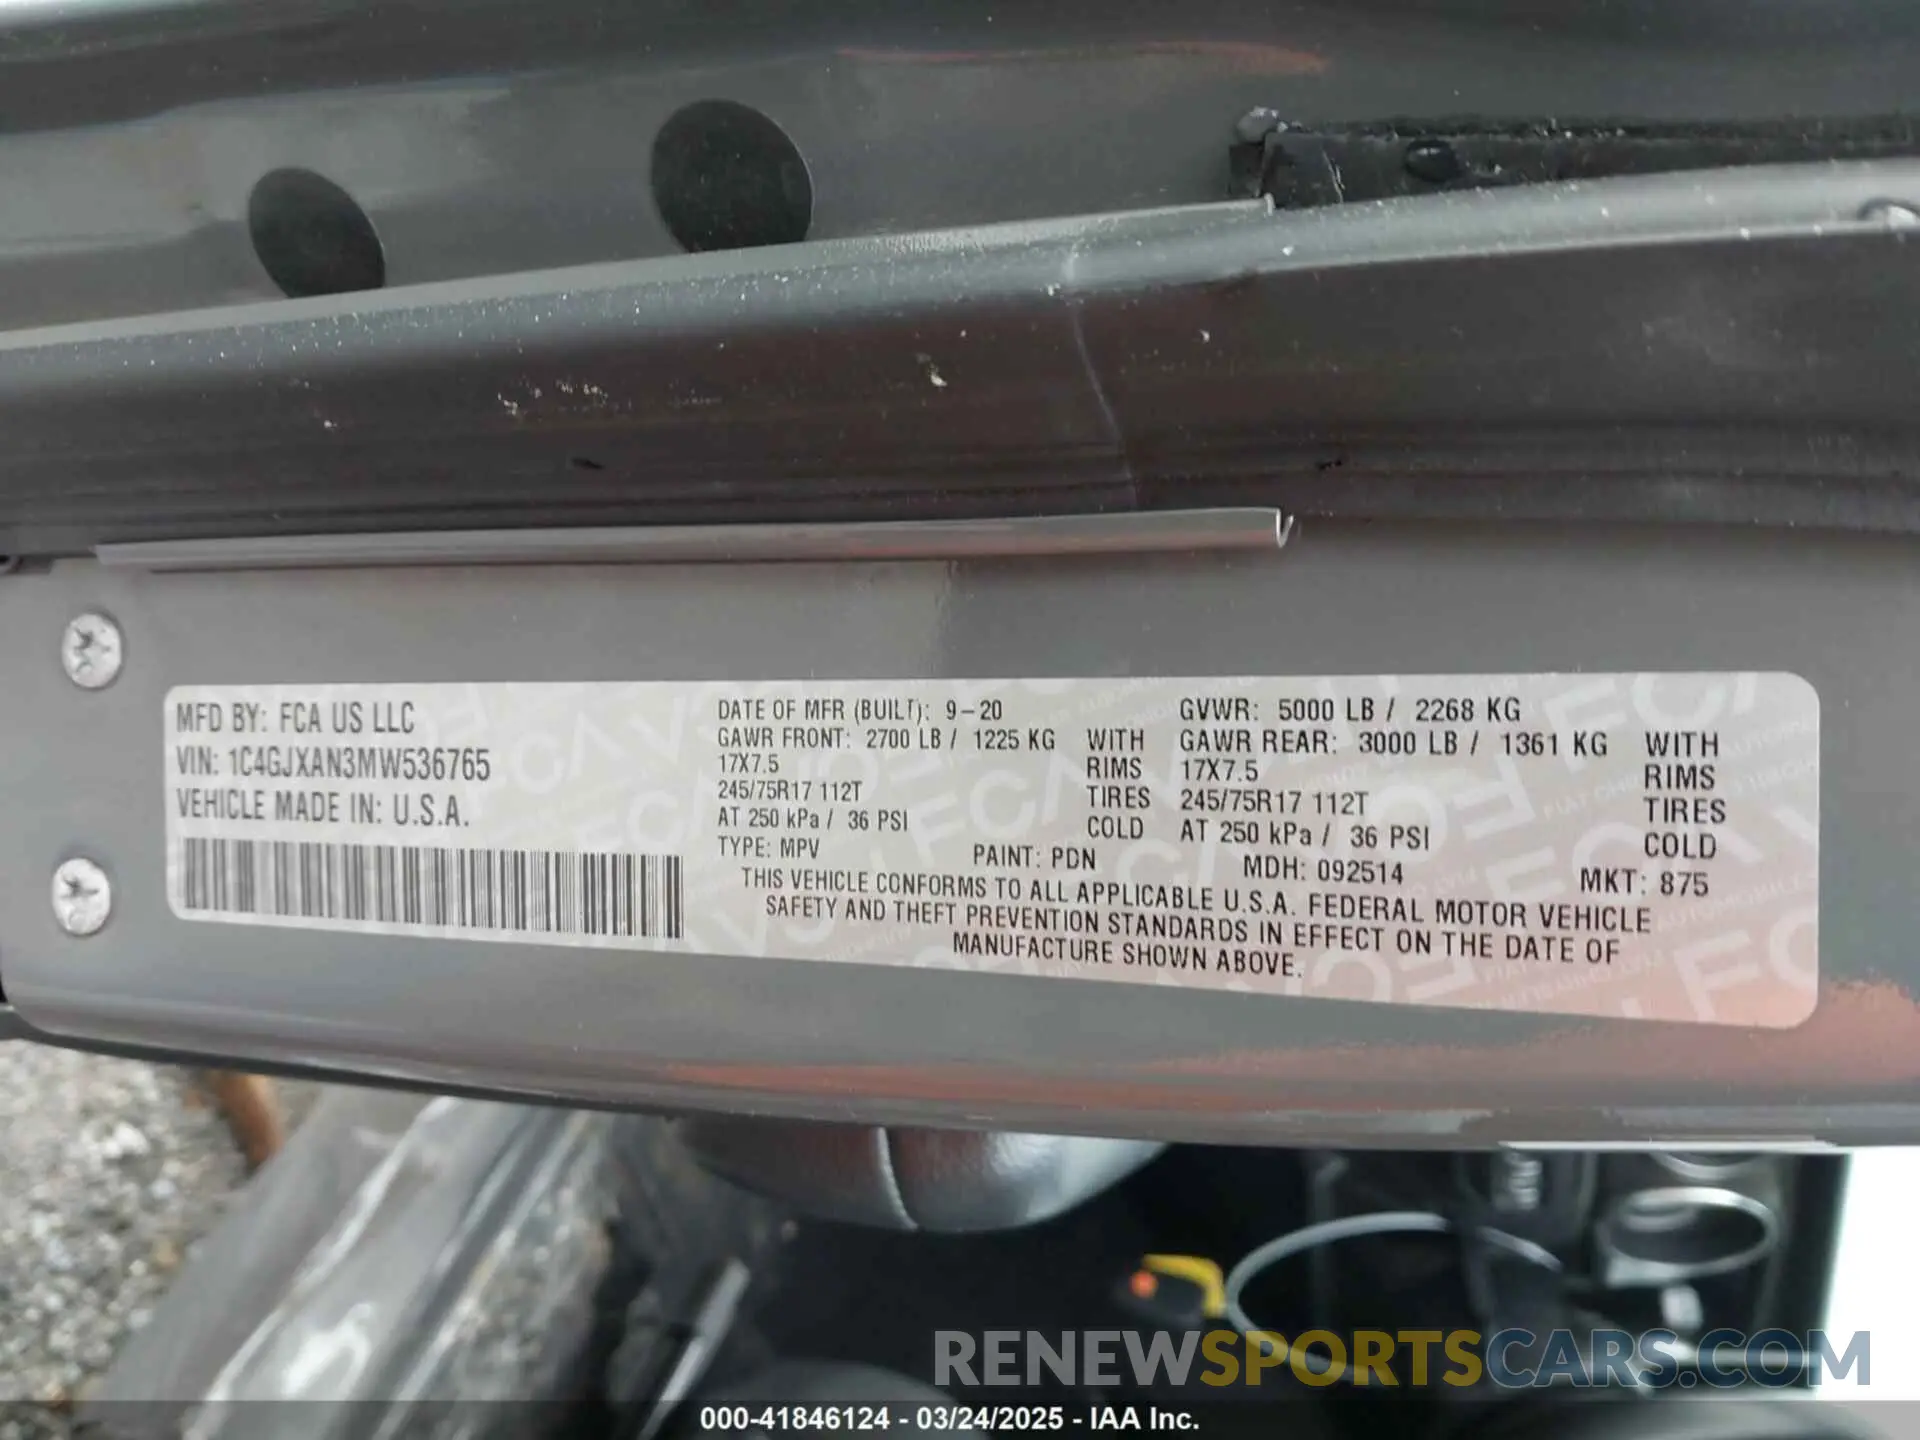 MFD BY: FCA US LLC
VIN: 1C4GJXAN3MW536765
VEHICLE MADE IN: U.S.A.
DATE OF MFR (BUILT): 9-20
GAWR FRONT: 2700 LB / 1225 KG WITH
17X7.5 RIMS
245/75R17 112T TIRES
AT 250 kPa / 36 PSI COLD
GVWR: 5000 LB / 2268 KG
GAWR REAR: 3000 LB / 1361 KG WITH
17X7.5 RIMS
245/75R17 112T TIRES
AT 250 kPa / 36 PSI COLD
TYPE: MPV PAINT: PDN MDH: 092514 MKT: 875
THIS VEHICLE CONFORMS TO ALL APPLICABLE U.S.A. FEDERAL MOTOR VEHICLE
SAFETY AND THEFT PREVENTION STANDARDS IN EFFECT ON THE DATE OF
MANUFACTURE SHOWN ABOVE.
RENEWSPORTSCARS.COM
000-41846124 - 03/24/2025 - IAA Inc.